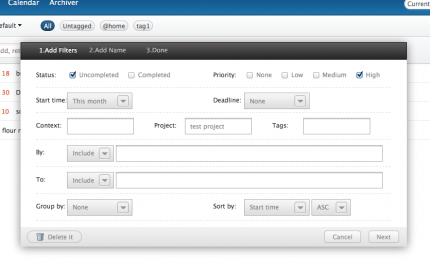 Calendar Archiver Current
efault All Untagged @home tag1
dd, re
1.Add Filters 2.Add Name 3.Done
18 b
Status: Uncompleted Completed Priority: None Low Medium High
30 D
Start time: This month Deadline: None
10 so
Context: Project: test project Tags:
flour r
By: Include
To: Include
Group by: None Sort by: Start time ASC
Delete it Cancel Next